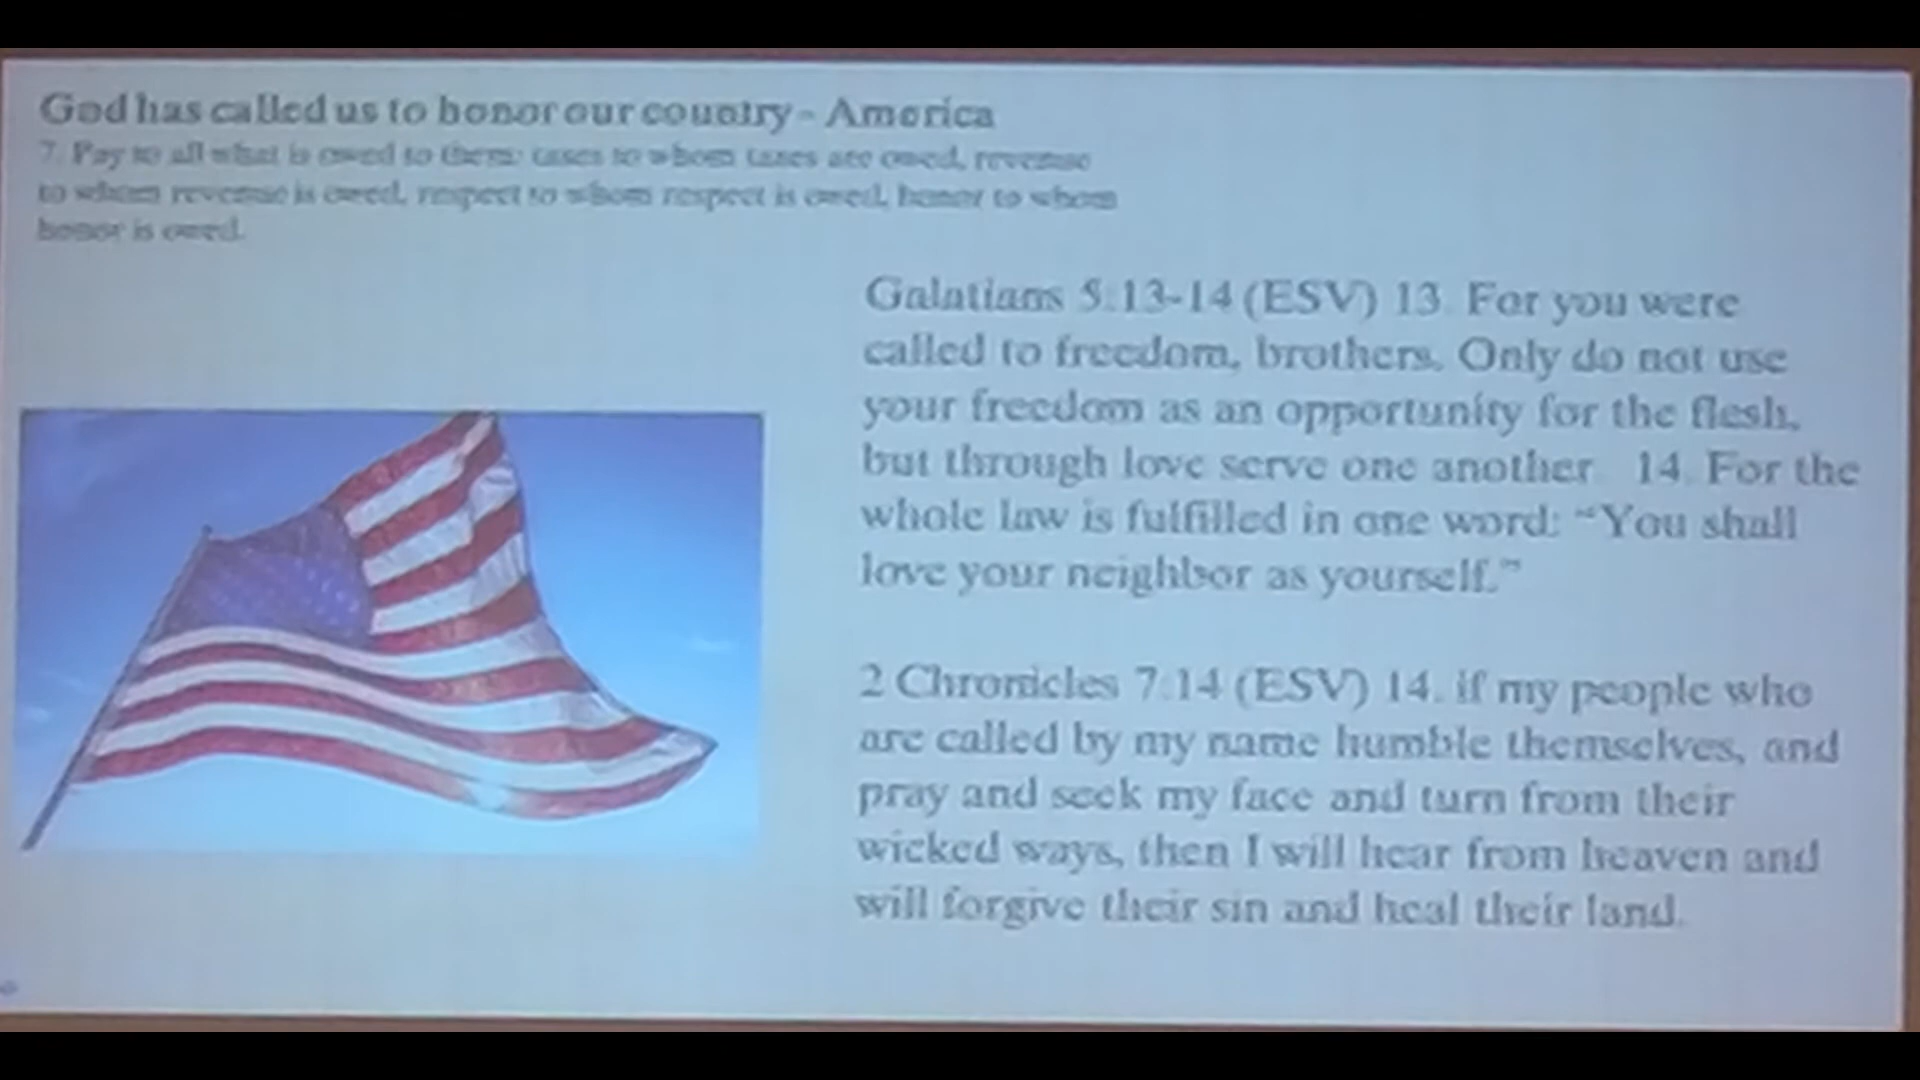 God has called us to honor our country - America
7. Pay to all what is owed to them: taxes to whom taxes are owed, revenue
to whom revenue is owed, respect to whom respect is owed, honor to whom
honor is owed.
Galatians 5:13-14 (ESV) 13. For you were
called to freedom, brothers. Only do not use
your freedom as an opportunity for the flesh,
but through love serve one another. 14. For the
whole law is fulfilled in one word: “You shall
love your neighbor as yourself.”
2 Chronicles 7:14 (ESV) 14. if my people who
are called by my name humble themselves, and
pray and seek my face and turn from their
wicked ways, then I will hear from heaven and
will forgive their sin and heal their land.